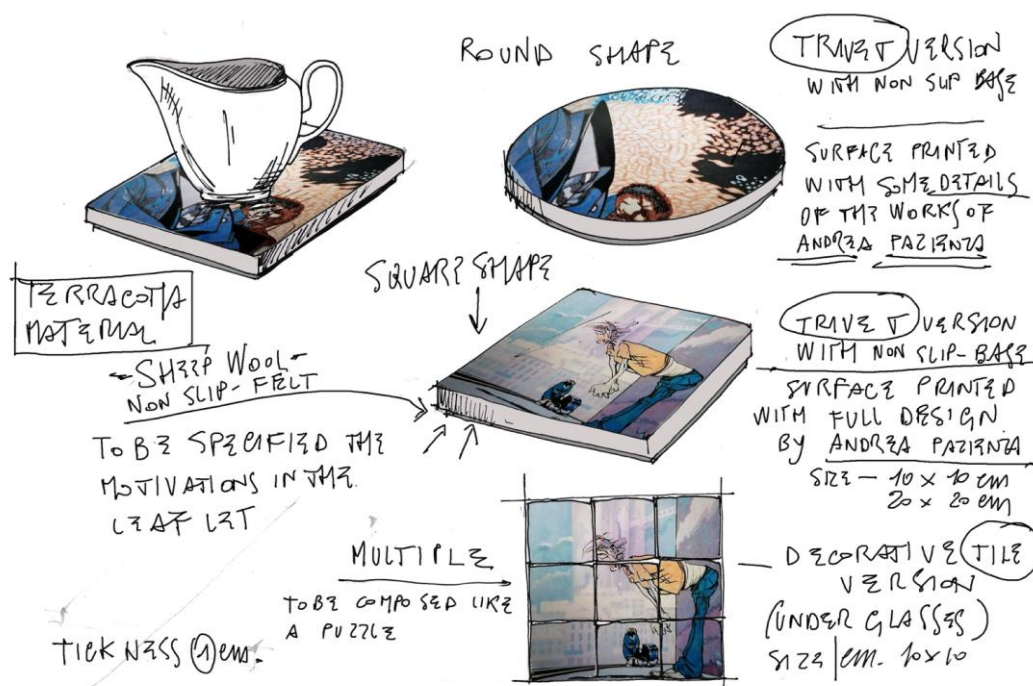 ROUND SHAPE
TRIVET VERSION
WITH NON SLIP BASE
SURFACE PRINTED
WITH SOME DETAILS
OF THE WORKS OF
ANDREA PAZIENZA
SQUARE SHAPE
TERRACOTTA
MATERIAL
- SHEEP WOOL -
NON SLIP-FELT
TO BE SPECIFIED THE
MOTIVATIONS IN THE
LEAFLET
TRIVET VERSION
WITH NON SLIP-BASE
SURFACE PRINTED
WITH FULL DESIGN
BY ANDREA PAZIENZA
SIZE - 10 x 10 cm
20 x 20 cm
MULTIPLE
TO BE COMPOSED LIKE
A PUZZLE
DECORATIVE TILE
VERSION
(UNDER GLASSES)
SIZE cm. 10x10
TICKNESS 1 cm.